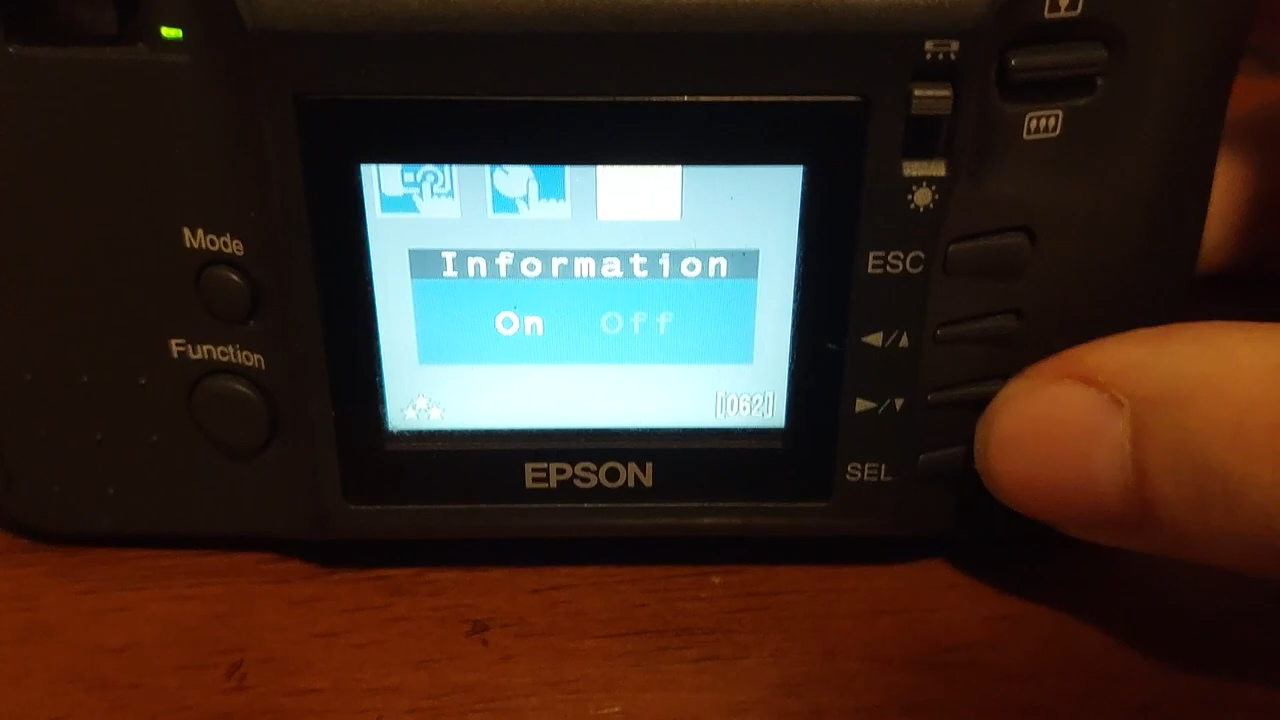 Mode
Function
Information
On Off
[062]
EPSON
ESC
◀/▲
▶/▼
SEL